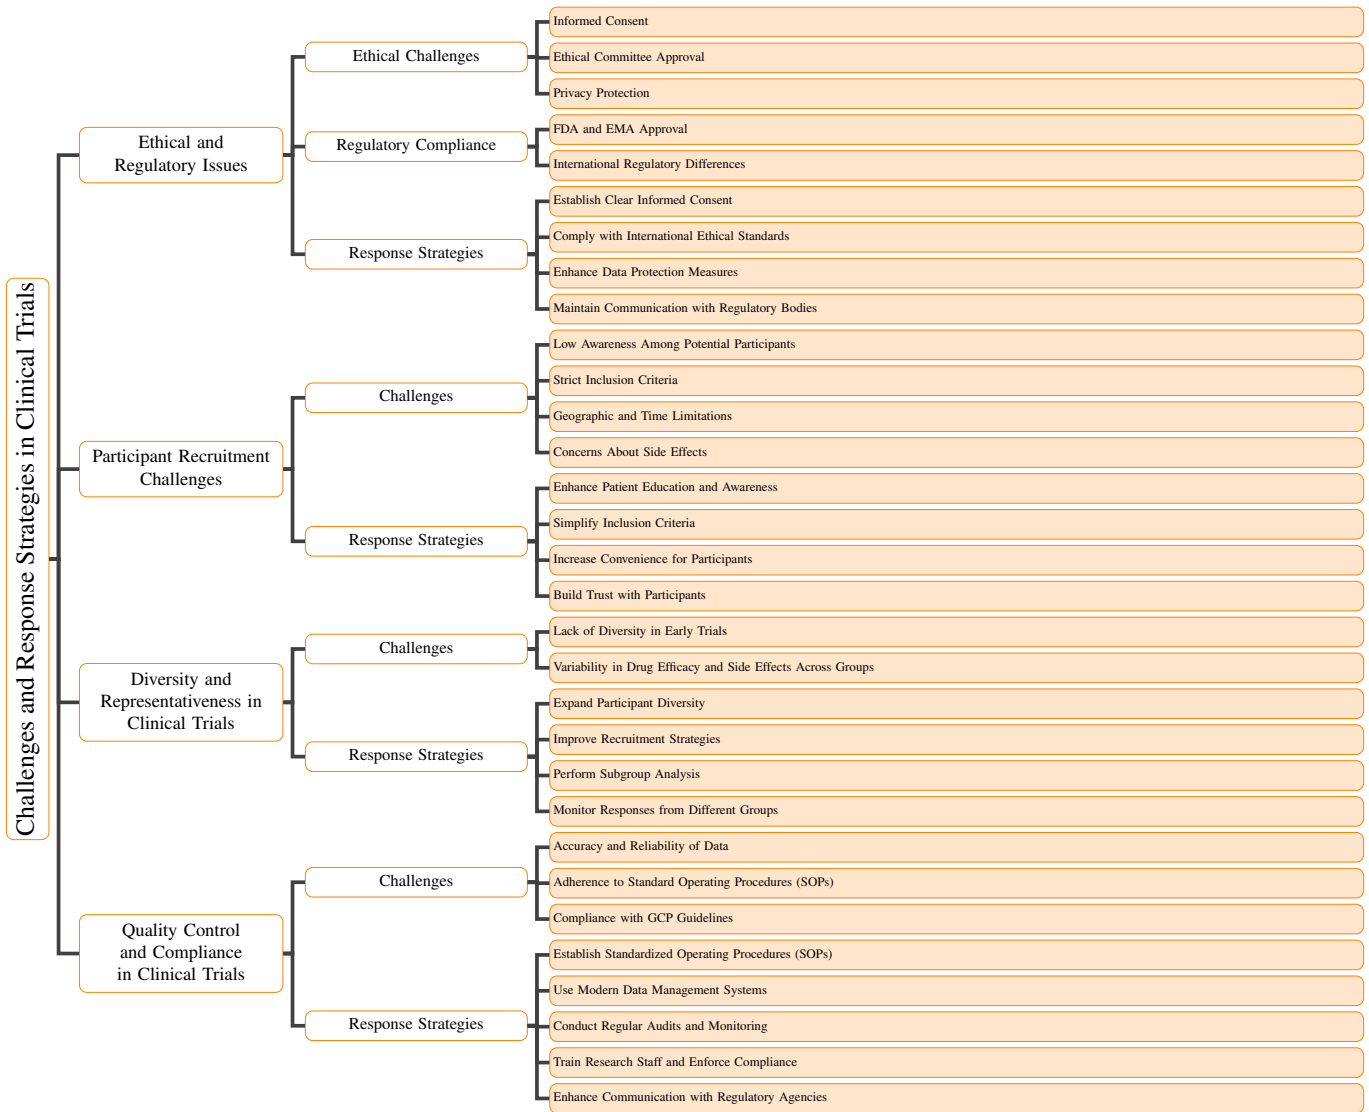 Challenges and Response Strategies in Clinical Trials
Ethical and
Regulatory Issues
Ethical Challenges
Informed Consent
Ethical Committee Approval
Privacy Protection
Regulatory Compliance
FDA and EMA Approval
International Regulatory Differences
Response Strategies
Establish Clear Informed Consent
Comply with International Ethical Standards
Enhance Data Protection Measures
Maintain Communication with Regulatory Bodies
Participant Recruitment
Challenges
Challenges
Low Awareness Among Potential Participants
Strict Inclusion Criteria
Geographic and Time Limitations
Concerns About Side Effects
Response Strategies
Enhance Patient Education and Awareness
Simplify Inclusion Criteria
Increase Convenience for Participants
Build Trust with Participants
Diversity and
Representativeness in
Clinical Trials
Challenges
Lack of Diversity in Early Trials
Variability in Drug Efficacy and Side Effects Across Groups
Response Strategies
Expand Participant Diversity
Improve Recruitment Strategies
Perform Subgroup Analysis
Monitor Responses from Different Groups
Quality Control
and Compliance
in Clinical Trials
Challenges
Accuracy and Reliability of Data
Adherence to Standard Operating Procedures (SOPs)
Compliance with GCP Guidelines
Response Strategies
Establish Standardized Operating Procedures (SOPs)
Use Modern Data Management Systems
Conduct Regular Audits and Monitoring
Train Research Staff and Enforce Compliance
Enhance Communication with Regulatory Agencies